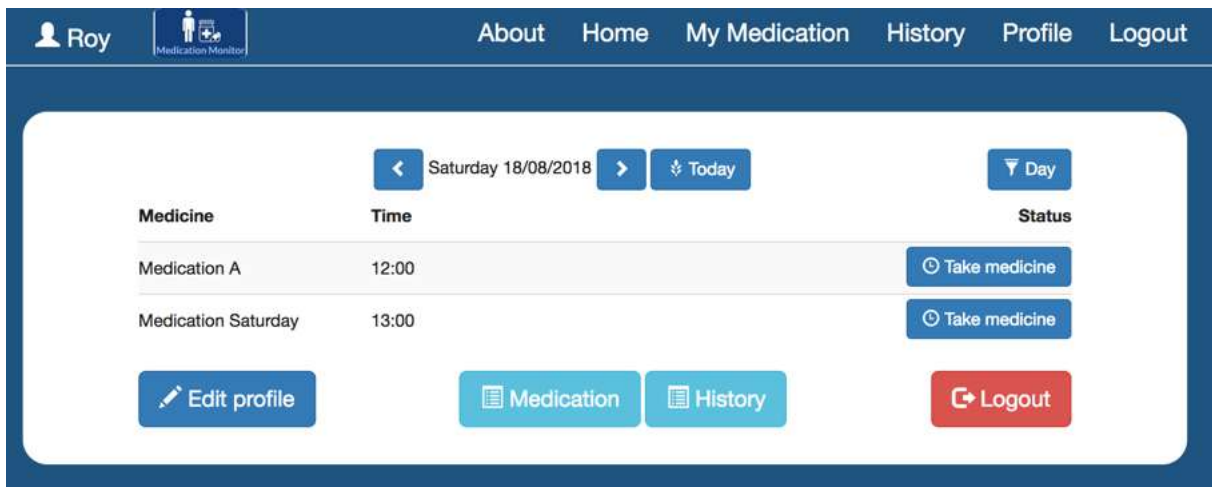 Roy Medication Monitor About Home My Medication History Profile Logout
Saturday 18/08/2018 Today Day
Medicine Time Status
Medication A 12:00 Take medicine
Medication Saturday 13:00 Take medicine
Edit profile Medication History Logout